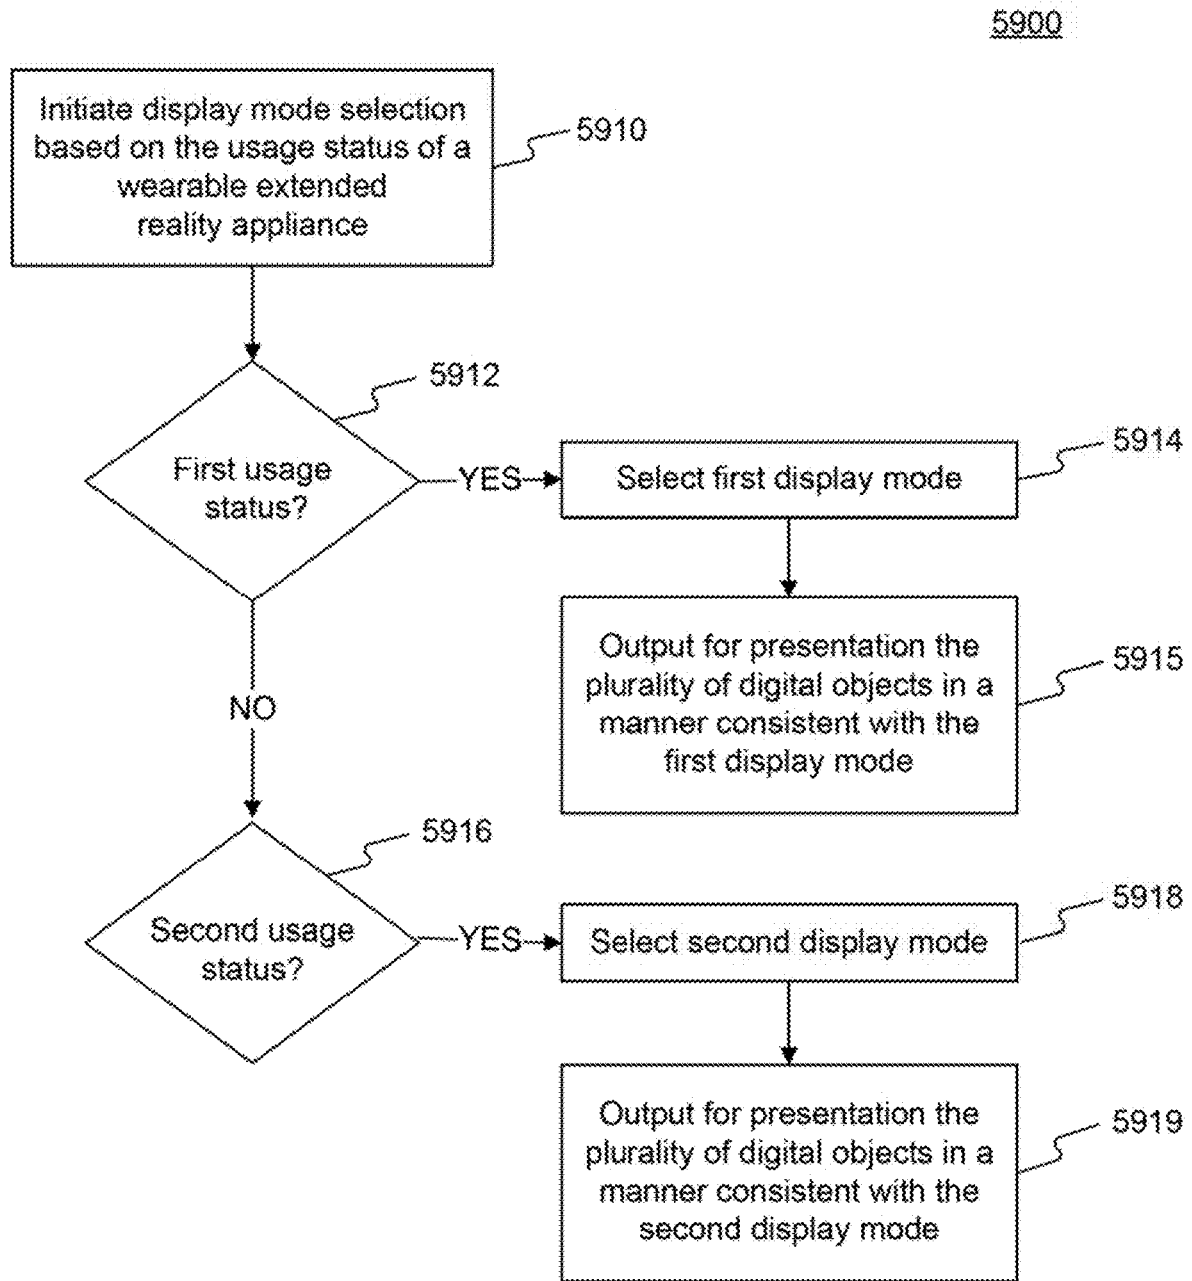 5900
Initiate display mode selection
based on the usage status of a
wearable extended
reality appliance
5910
5912
First usage
status?
YES
Select first display mode
5914
Output for presentation the
plurality of digital objects in a
manner consistent with the
first display mode
5915
NO
5916
Second usage
status?
YES
Select second display mode
5918
Output for presentation the
plurality of digital objects in a
manner consistent with the
second display mode
5919